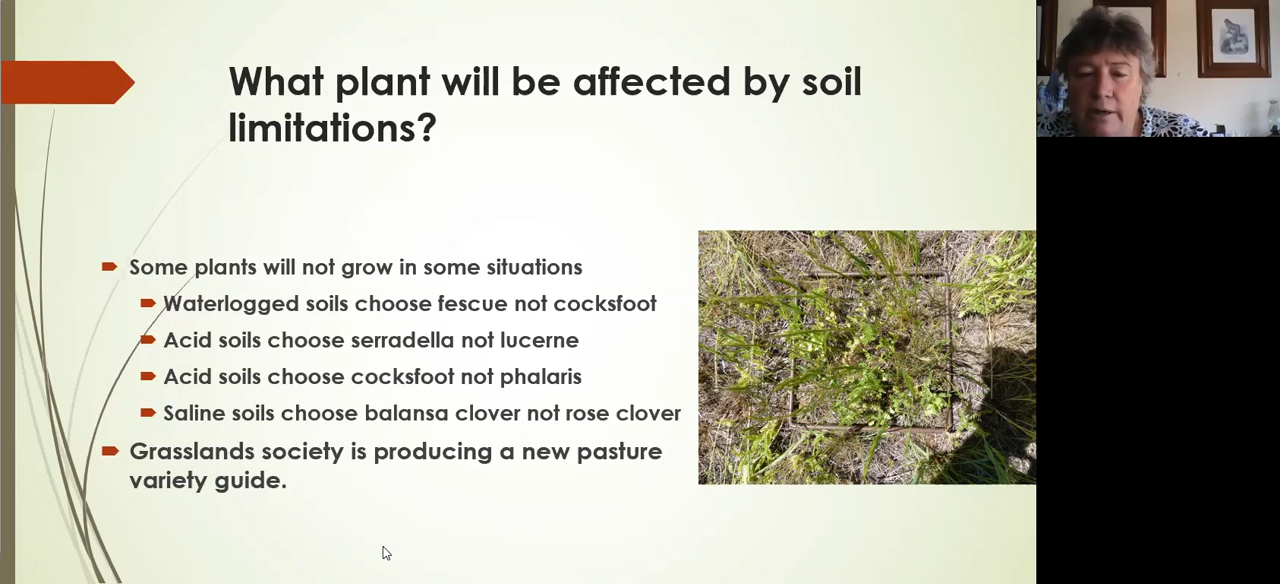 What plant will be affected by soil
limitations?
Some plants will not grow in some situations
Waterlogged soils choose fescue not cocksfoot
Acid soils choose serradella not lucerne
Acid soils choose cocksfoot not phalaris
Saline soils choose balansa clover not rose clover
Grasslands society is producing a new pasture
variety guide.